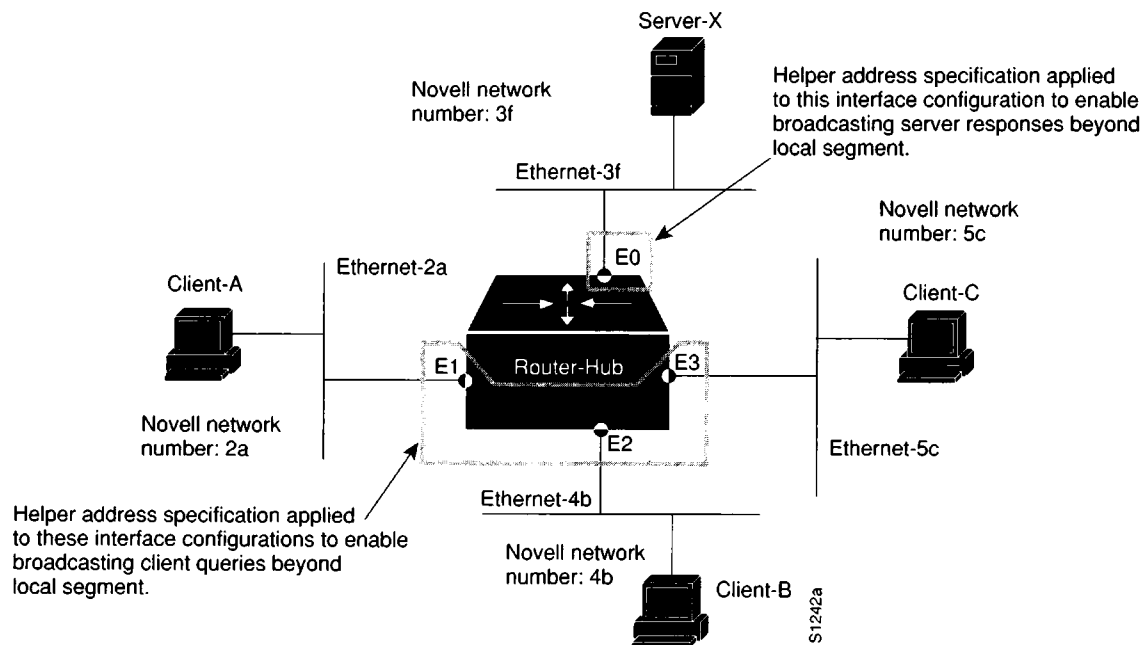 Server-X
Novell network
number: 3f
Helper address specification applied
to this interface configuration to enable
broadcasting server responses beyond
local segment.
Ethernet-3f
Novell network
number: 5c
E0
Ethernet-2a
Client-A
Client-C
E1
Router-Hub
E3
Novell network
number: 2a
E2
Ethernet-5c
Ethernet-4b
Helper address specification applied
to these interface configurations to enable
broadcasting client queries beyond
local segment.
Novell network
number: 4b
Client-B
S1242a